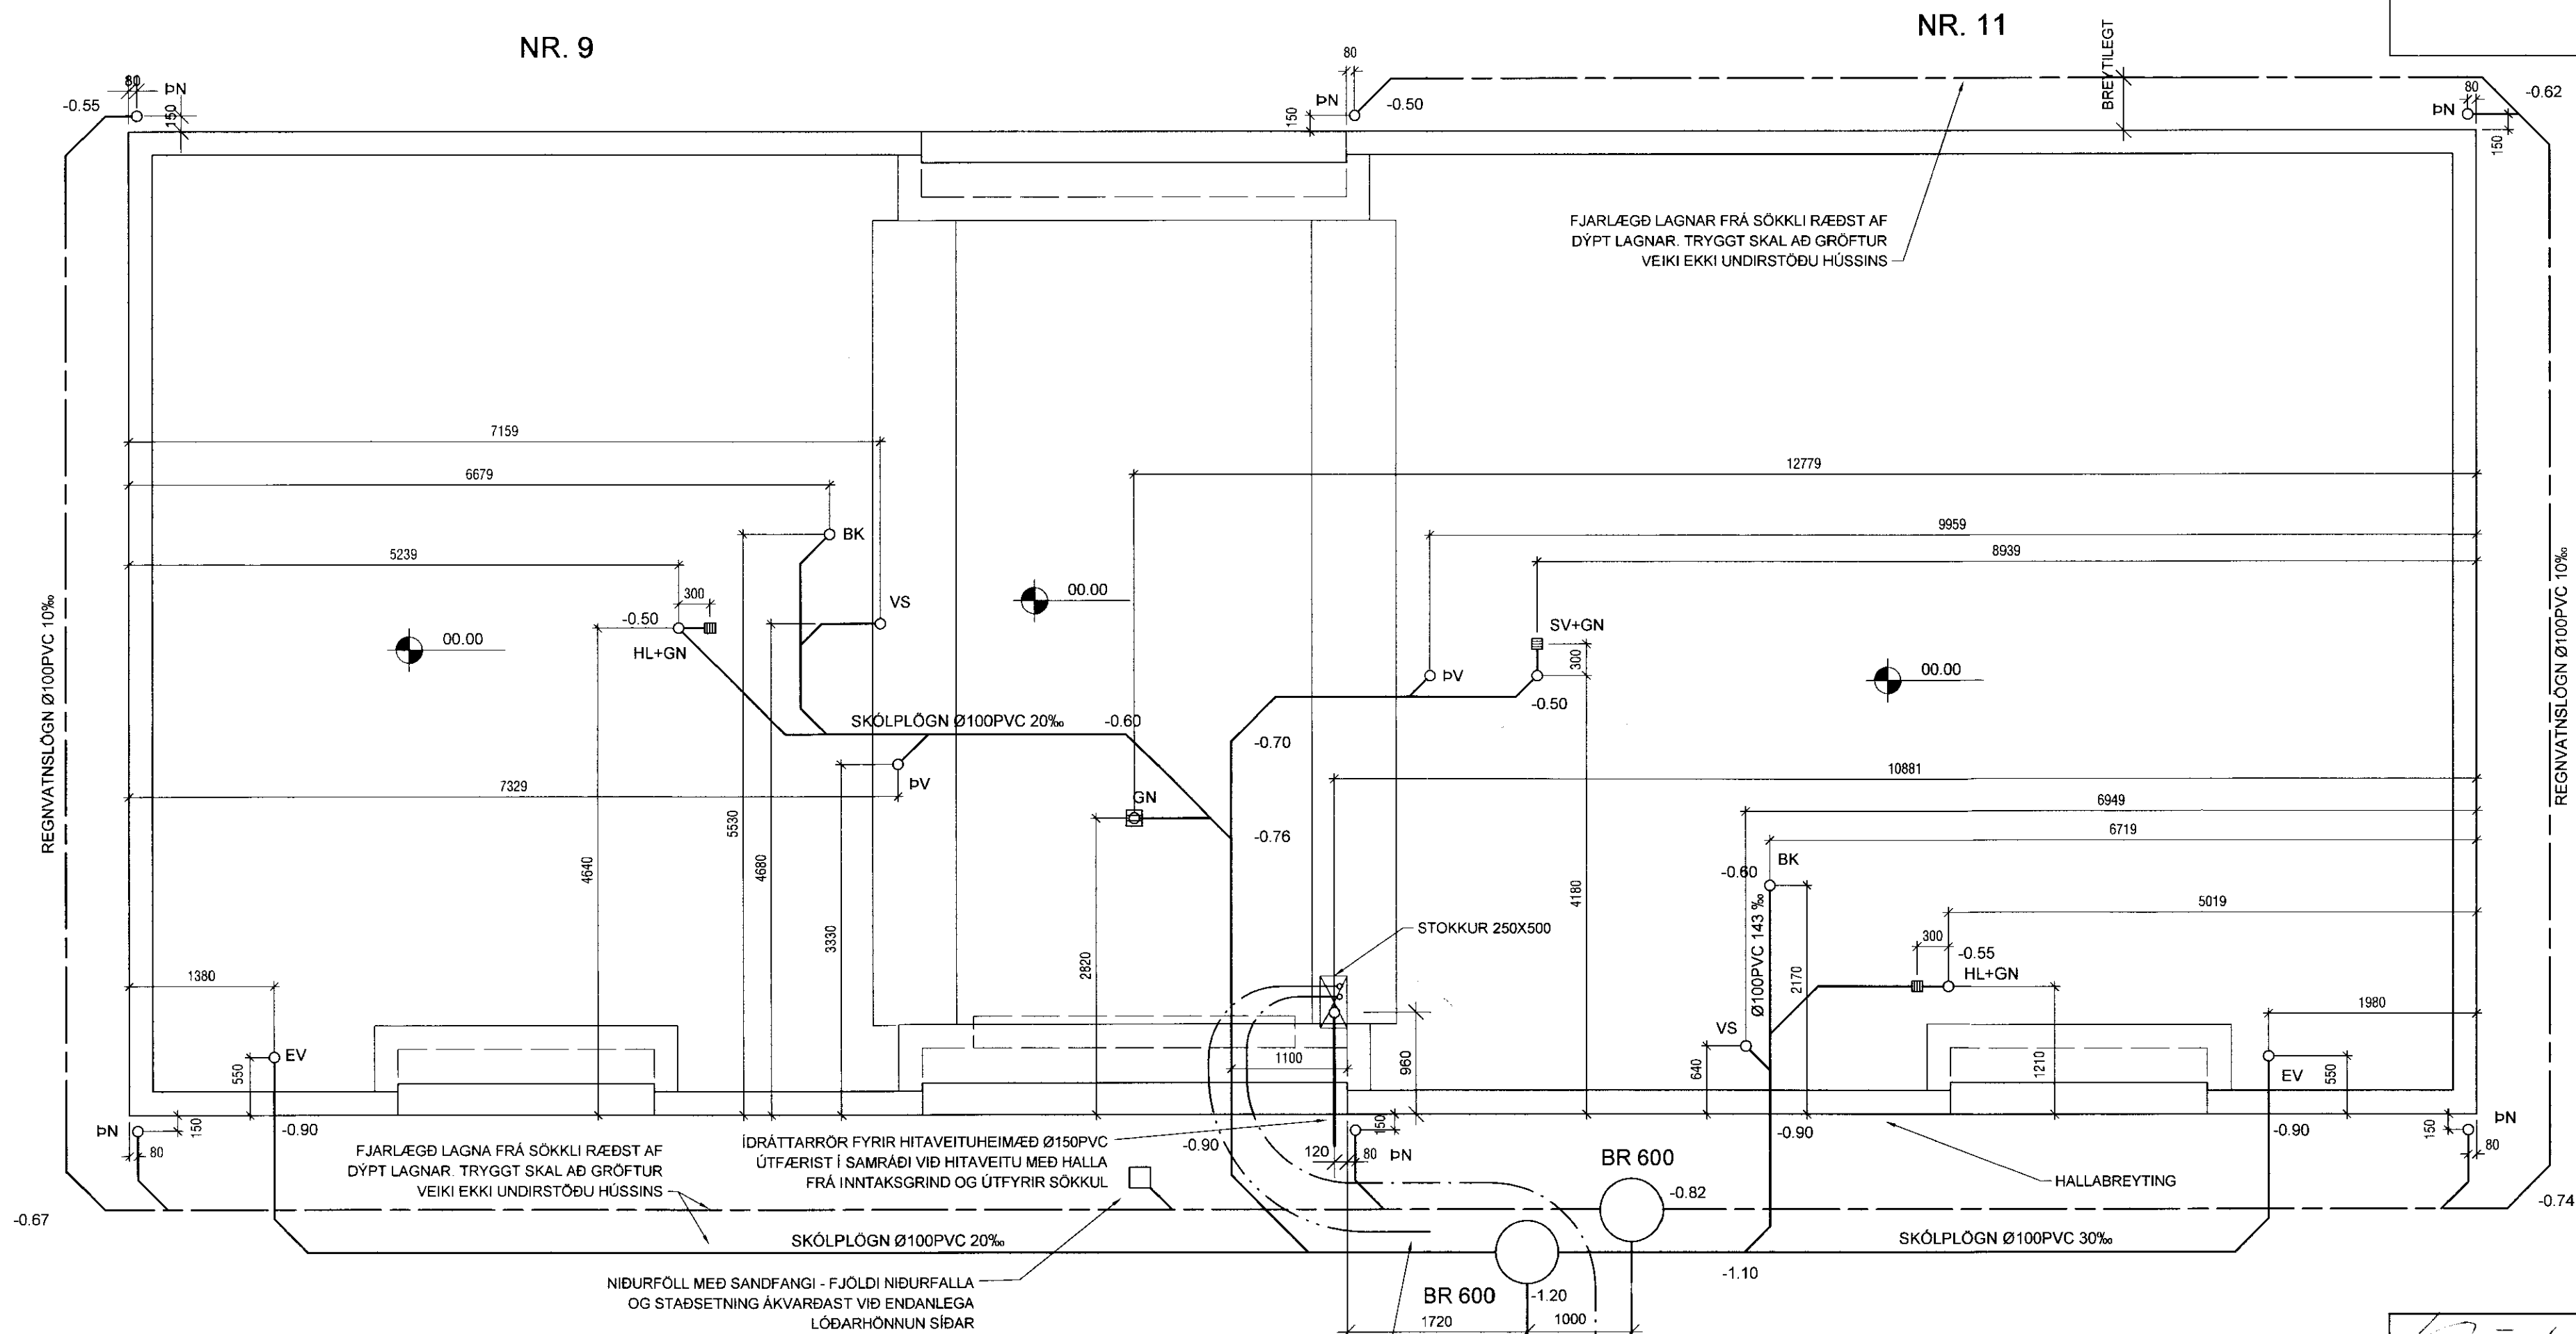 NR. 9
NR. 11
80
ÞN
-0.55
150
80
ÞN
-0.50
150
BREYTILEGT
80
-0.62
ÞN
150
FJARLÆGÐ LAGNAR FRÁ SÖKKLI RÆÐST AF
DÝPT LAGNAR. TRYGGT SKAL AÐ GRÖFTUR
VEIKI EKKI UNDIRSTÖÐU HÚSSINS
7159
12779
6679
9959
BK
5239
8939
300
00.00
VS
-0.50
00.00
HL+GN
SV+GN
300
00.00
REGNVATNSLÖGN Ø100PVC 10‰
REGNVATNSLÖGN Ø100PVC 10‰
ÞV
-0.50
SKÓLPLÖGN Ø100PVC 20‰
-0.60
-0.70
10881
7329
ÞV
GN
6949
5530
-0.76
6719
4640
4680
BK
-0.60
4180
5019
3330
2820
STOKKUR 250X500
Ø100PVC 143 ‰
2170
300
-0.55
HL+GN
1380
1980
VS
EV
550
1100
960
640
1210
EV
550
ÞN
150
-0.90
80
FJARLÆGÐ LAGNA FRÁ SÖKKLI RÆÐST AF
DÝPT LAGNAR. TRYGGT SKAL AÐ GRÖFTUR
VEIKI EKKI UNDIRSTÖÐU HÚSSINS
ÍDRÁTTARRÖR FYRIR HITAVEITUHEIMÆÐ Ø150PVC
ÚTFÆRIST Í SAMRÁÐI VIÐ HITAVEITU MEÐ HALLA
FRÁ INNTAKSGRIND OG ÚTFYRIR SÖKKUL
-0.90
150
120
80
ÞN
-0.90
-0.90
150
ÞN
80
BR 600
-0.82
HALLABREYTING
-0.67
-0.74
SKÓLPLÖGN Ø100PVC 20‰
SKÓLPLÖGN Ø100PVC 30‰
-1.10
NIÐURFÖLL MEÐ SANDFANGI - FJÖLDI NIÐURFALLA
OG STAÐSETNING ÁKVARÐAST VIÐ ENDANLEGA
LÓÐARHÖNNUN SÍÐAR
BR 600
-1.20
1720
1000